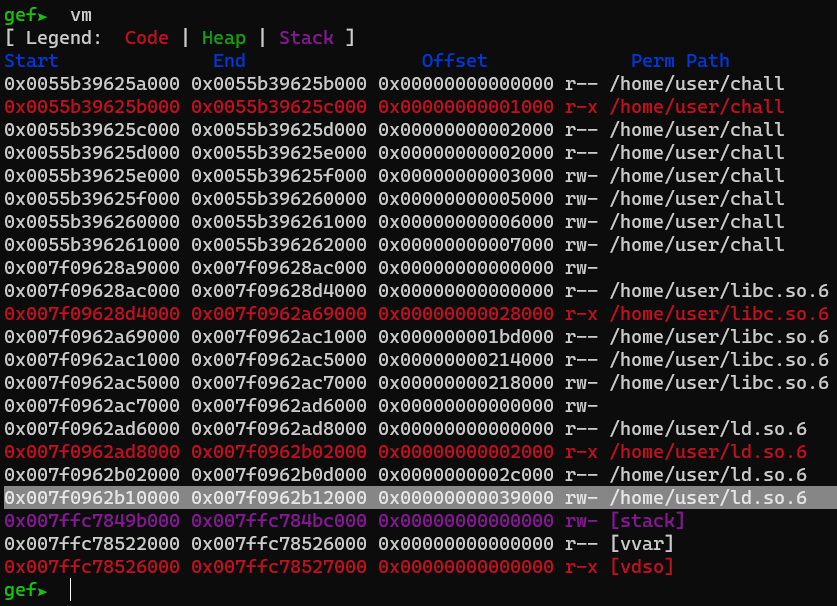 gef➤  vm
[ Legend:  Code | Heap | Stack ]
Start              End                Offset             Perm Path
0x0055b39625a000 0x0055b39625b000 0x00000000000000 r-- /home/user/chall
0x0055b39625b000 0x0055b39625c000 0x00000000001000 r-x /home/user/chall
0x0055b39625c000 0x0055b39625d000 0x00000000002000 r-- /home/user/chall
0x0055b39625d000 0x0055b39625e000 0x00000000002000 r-- /home/user/chall
0x0055b39625e000 0x0055b39625f000 0x00000000003000 rw- /home/user/chall
0x0055b39625f000 0x0055b396260000 0x00000000005000 rw- /home/user/chall
0x0055b396260000 0x0055b396261000 0x00000000006000 rw- /home/user/chall
0x0055b396261000 0x0055b396262000 0x00000000007000 rw- /home/user/chall
0x007f09628a9000 0x007f09628ac000 0x00000000000000 rw-
0x007f09628ac000 0x007f09628d4000 0x00000000000000 r-- /home/user/libc.so.6
0x007f09628d4000 0x007f0962a69000 0x00000000028000 r-x /home/user/libc.so.6
0x007f0962a69000 0x007f0962ac1000 0x000000001bd000 r-- /home/user/libc.so.6
0x007f0962ac1000 0x007f0962ac5000 0x00000000214000 r-- /home/user/libc.so.6
0x007f0962ac5000 0x007f0962ac7000 0x00000000218000 rw- /home/user/libc.so.6
0x007f0962ac7000 0x007f0962ad6000 0x00000000000000 rw-
0x007f0962ad6000 0x007f0962ad8000 0x00000000000000 r-- /home/user/ld.so.6
0x007f0962ad8000 0x007f0962b02000 0x00000000002000 r-x /home/user/ld.so.6
0x007f0962b02000 0x007f0962b0d000 0x0000000002c000 r-- /home/user/ld.so.6
0x007f0962b10000 0x007f0962b12000 0x00000000039000 rw- /home/user/ld.so.6
0x007ffc7849b000 0x007ffc784bc000 0x00000000000000 rw- [stack]
0x007ffc78522000 0x007ffc78526000 0x00000000000000 r-- [vvar]
0x007ffc78526000 0x007ffc78527000 0x00000000000000 r-x [vdso]
gef➤